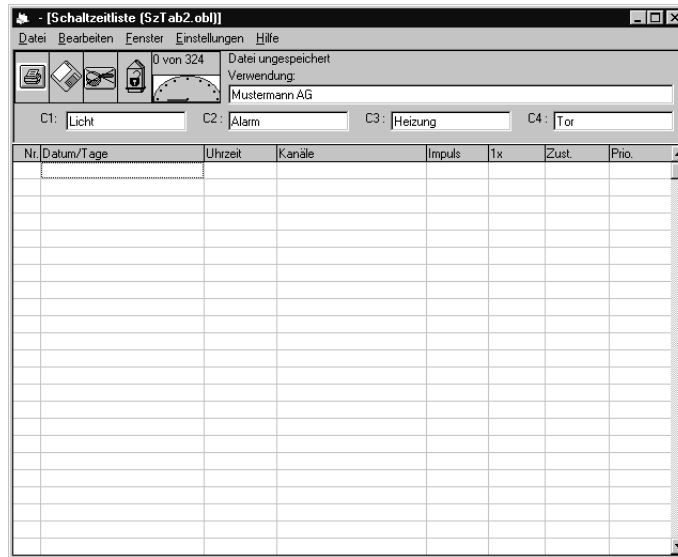 - [Schaltzeitliste (SzTab2.obl)]
Datei Bearbeiten Fenster Einstellungen Hilfe
0 von 324 Datei ungespeichert
Verwendung:
Mustermann AG
C1: Licht C2 : Alarm C3 : Heizung C4 : Tor
Nr. Datum/Tage Uhrzeit Kanäle Impuls 1x Zust. Prio.